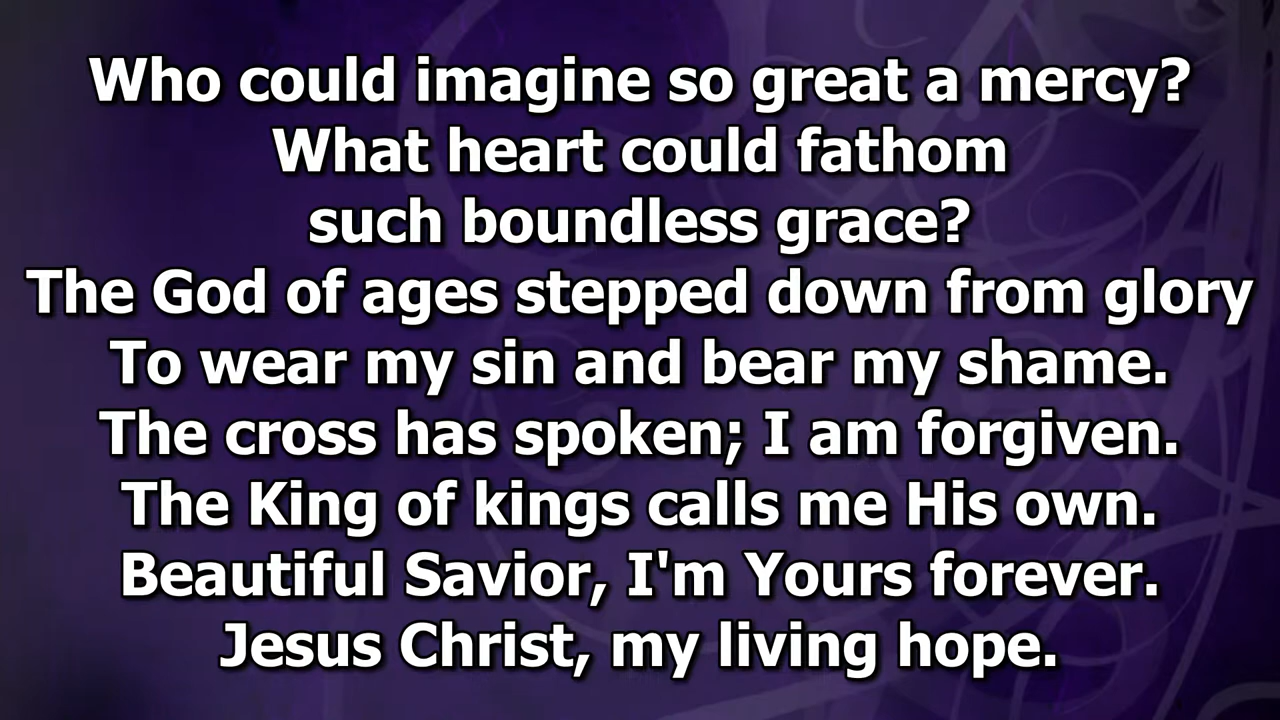 Who could imagine so great a mercy?
What heart could fathom
such boundless grace?
The God of ages stepped down from glory
To wear my sin and bear my shame.
The cross has spoken; I am forgiven.
The King of kings calls me His own.
Beautiful Savior, I'm Yours forever.
Jesus Christ, my living hope.